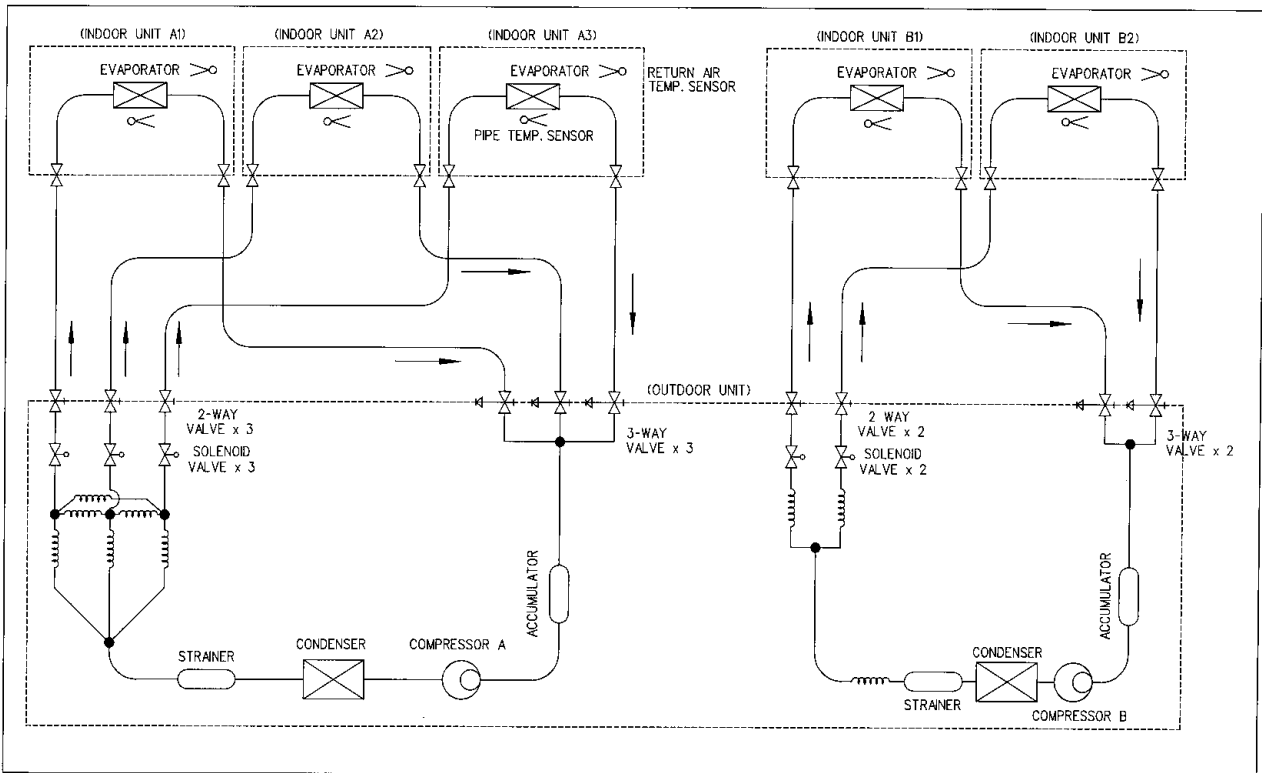 (INDOOR UNIT A1)
(INDOOR UNIT A2)
(INDOOR UNIT A3)
(INDOOR UNIT B1)
(INDOOR UNIT B2)
EVAPORATOR
EVAPORATOR
EVAPORATOR
EVAPORATOR
EVAPORATOR
RETURN AIR
TEMP. SENSOR
PIPE TEMP. SENSOR
(OUTDOOR UNIT)
2-WAY
VALVE x 3
SOLENOID
VALVE x 3
3-WAY
VALVE x 3
2 WAY
VALVE x 2
SOLENOID
VALVE x 2
3-WAY
VALVE x 2
ACCUMULATOR
ACCUMULATOR
STRAINER
CONDENSER
COMPRESSOR A
CONDENSER
STRAINER
COMPRESSOR B